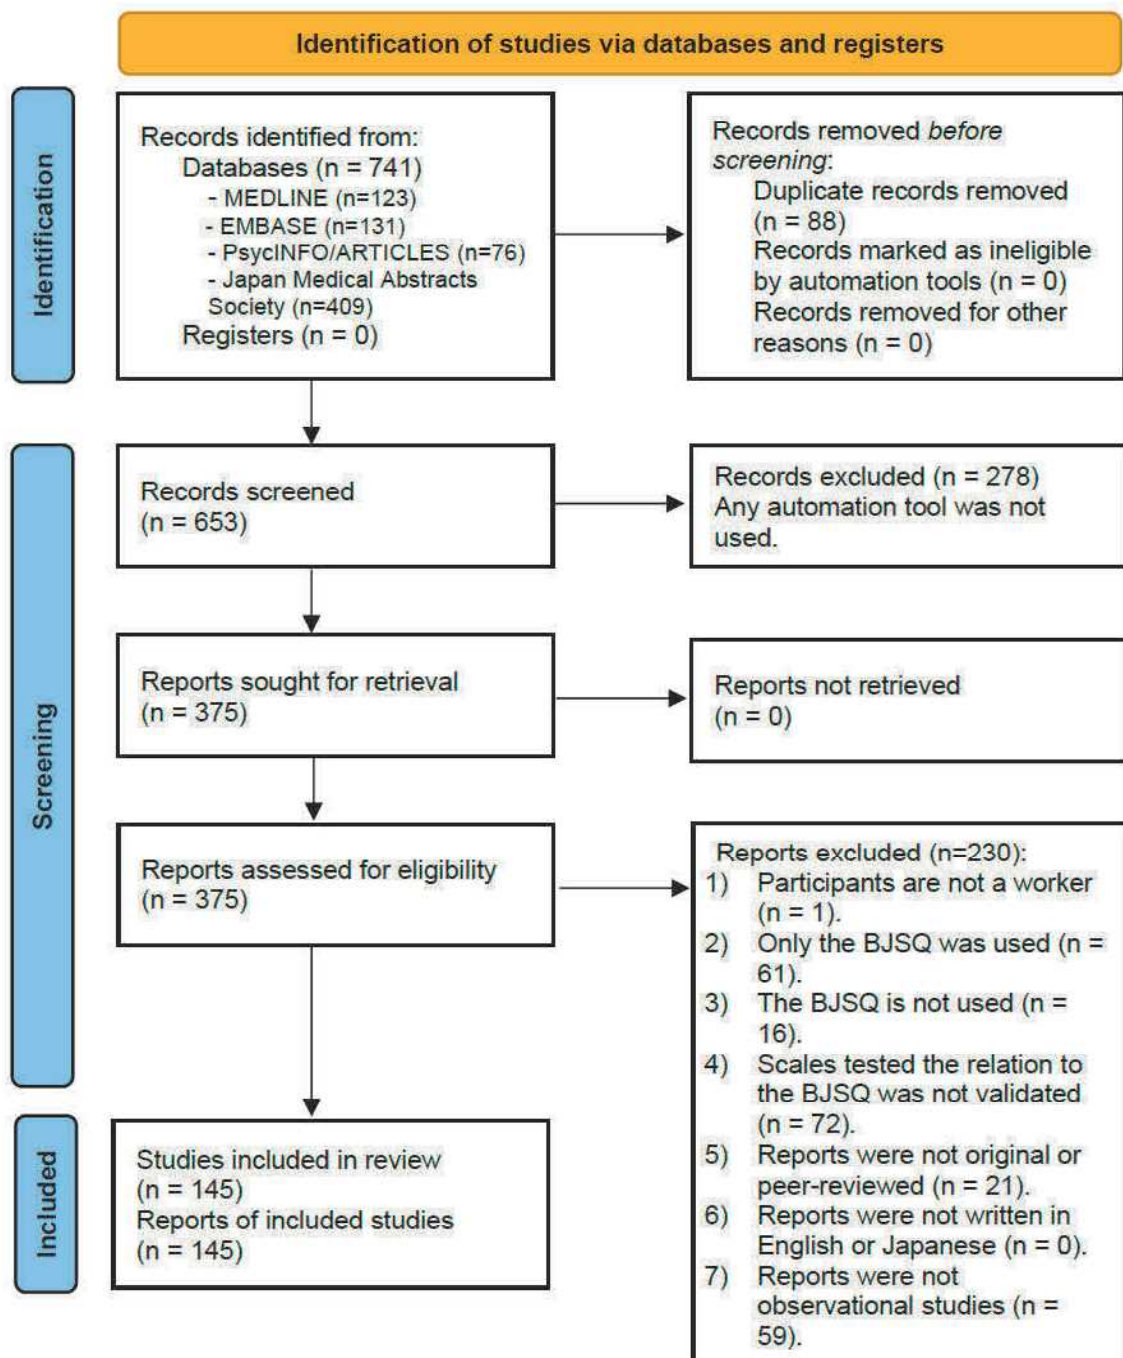 Identification of studies via databases and registers
Identification
Records identified from:
Databases (n = 741)
- MEDLINE (n=123)
- EMBASE (n=131)
- PsycINFO/ARTICLES (n=76)
- Japan Medical Abstracts
Society (n=409)
Registers (n = 0)
Records removed before
screening:
Duplicate records removed
(n = 88)
Records marked as ineligible
by automation tools (n = 0)
Records removed for other
reasons (n = 0)
Screening
Records screened
(n = 653)
Records excluded (n = 278)
Any automation tool was not
used.
Reports sought for retrieval
(n = 375)
Reports not retrieved
(n = 0)
Reports assessed for eligibility
(n = 375)
Reports excluded (n=230):
1) Participants are not a worker
(n = 1).
2) Only the BJSQ was used (n =
61).
3) The BJSQ is not used (n =
16).
4) Scales tested the relation to
the BJSQ was not validated
(n = 72).
5) Reports were not original or
peer-reviewed (n = 21).
6) Reports were not written in
English or Japanese (n = 0).
7) Reports were not
observational studies (n =
59).
Included
Studies included in review
(n = 145)
Reports of included studies
(n = 145)